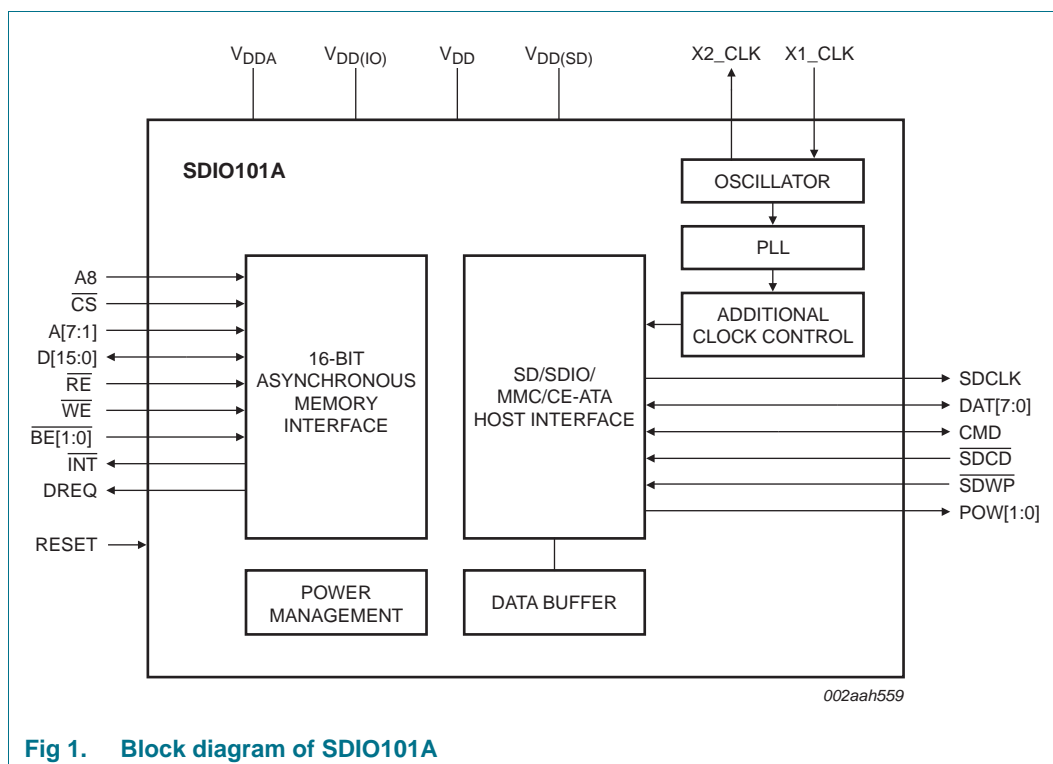 VDDA VDD(IO) VDD VDD(SD) X2_CLK X1_CLK
SDIO101A
OSCILLATOR
PLL
ADDITIONAL
CLOCK CONTROL
A8
CS
A[7:1]
D[15:0]
RE
WE
BE[1:0]
INT
DREQ
RESET
16-BIT
ASYNCHRONOUS
MEMORY
INTERFACE
SD/SDIO/
MMC/CE-ATA
HOST INTERFACE
SDCLK
DAT[7:0]
CMD
SDCD
SDWP
POW[1:0]
POWER
MANAGEMENT
DATA BUFFER
002aah559
Fig 1. Block diagram of SDIO101A